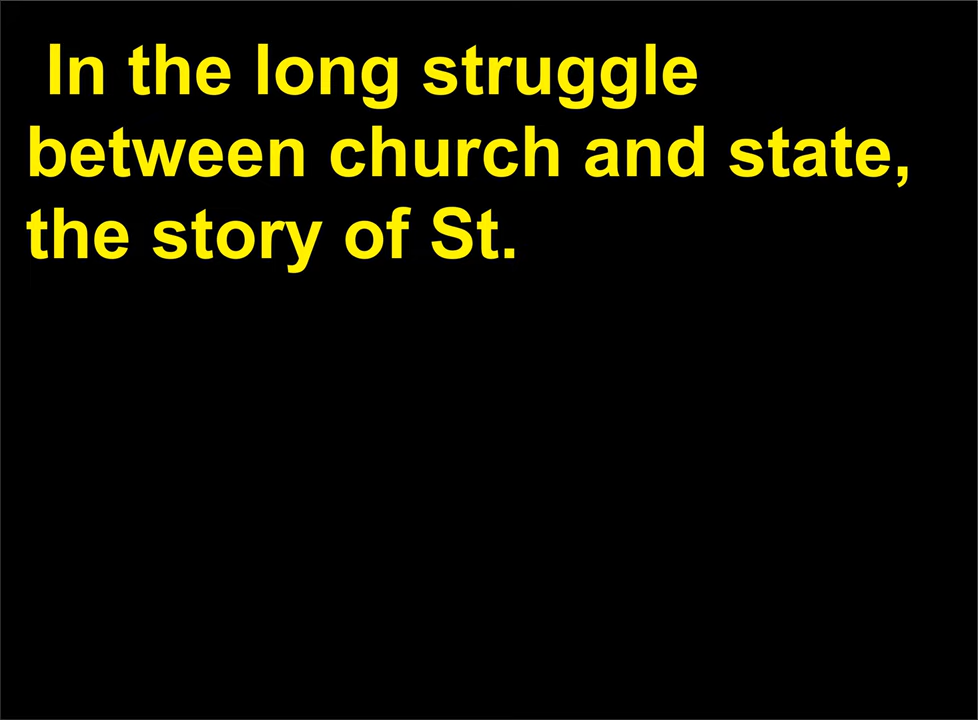 In the long struggle
between church and state,
the story of St.